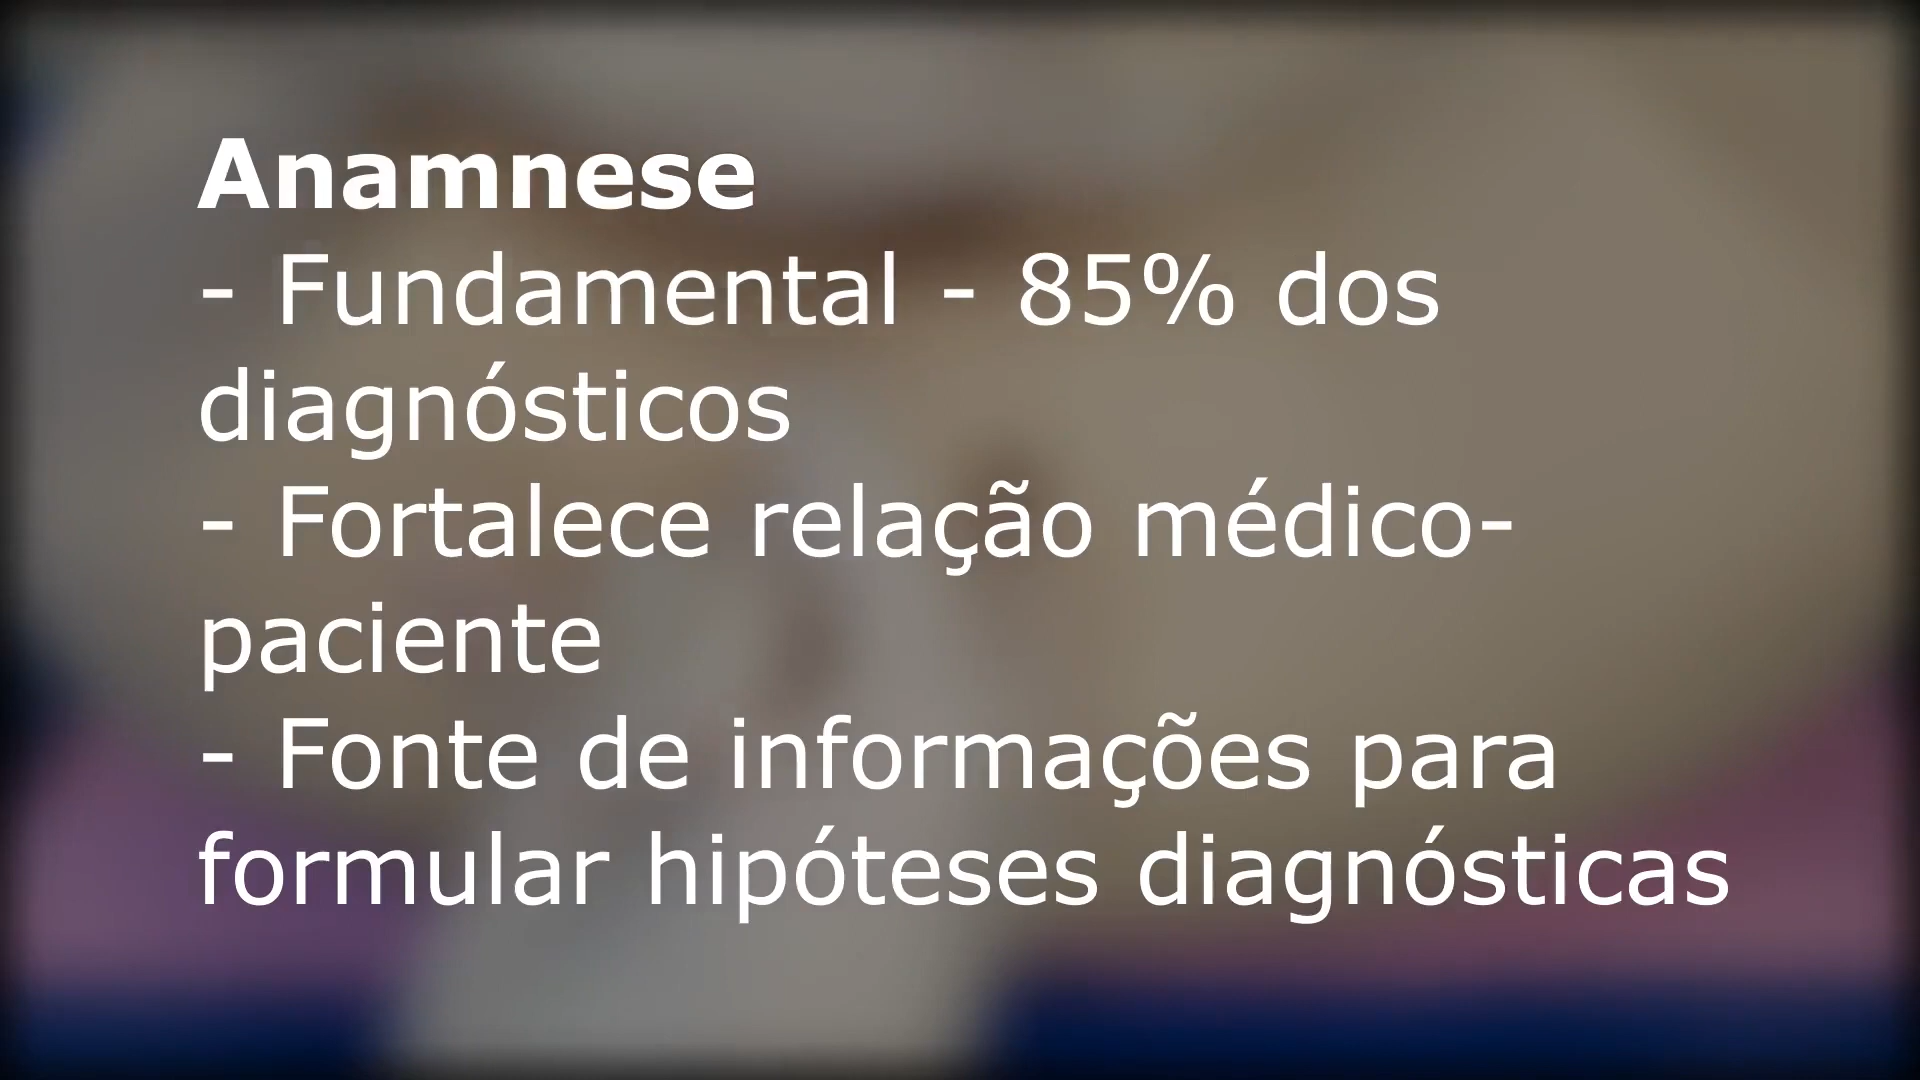 Anamnese
- Fundamental - 85% dos
diagnósticos
- Fortalece relação médico-
paciente
- Fonte de informações para
formular hipóteses diagnósticas